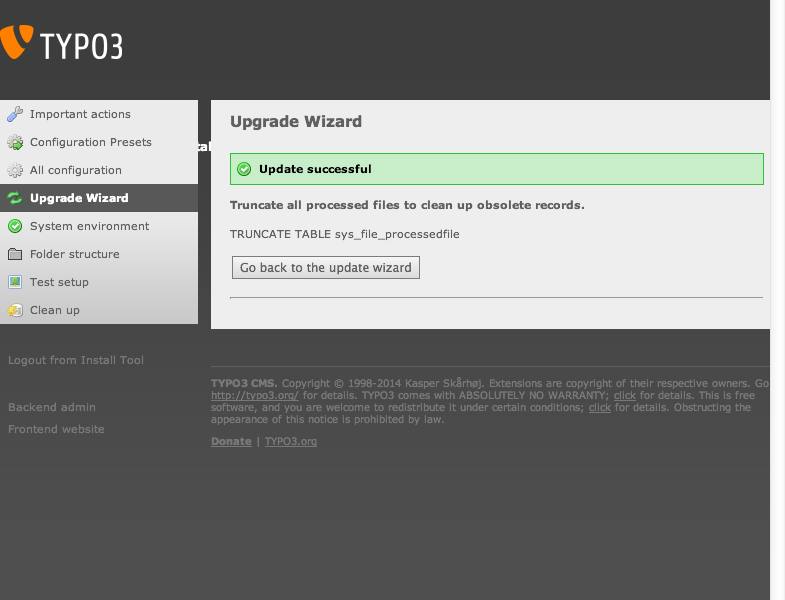 TYPO3
Important actions
Configuration Presets
All configuration
Upgrade Wizard
System environment
Folder structure
Test setup
Clean up
Logout from Install Tool
Backend admin
Frontend website
Upgrade Wizard
Update successful
Truncate all processed files to clean up obsolete records.
TRUNCATE TABLE sys_file_processedfile
Go back to the update wizard
TYPO3 CMS. Copyright © 1998-2014 Kasper Skårhøj. Extensions are copyright of their respective owners. Go
http://typo3.org/ for details. TYPO3 comes with ABSOLUTELY NO WARRANTY; click for details. This is free
software, and you are welcome to redistribute it under certain conditions; click for details. Obstructing the
appearance of this notice is prohibited by law.
Donate | TYPO3.org